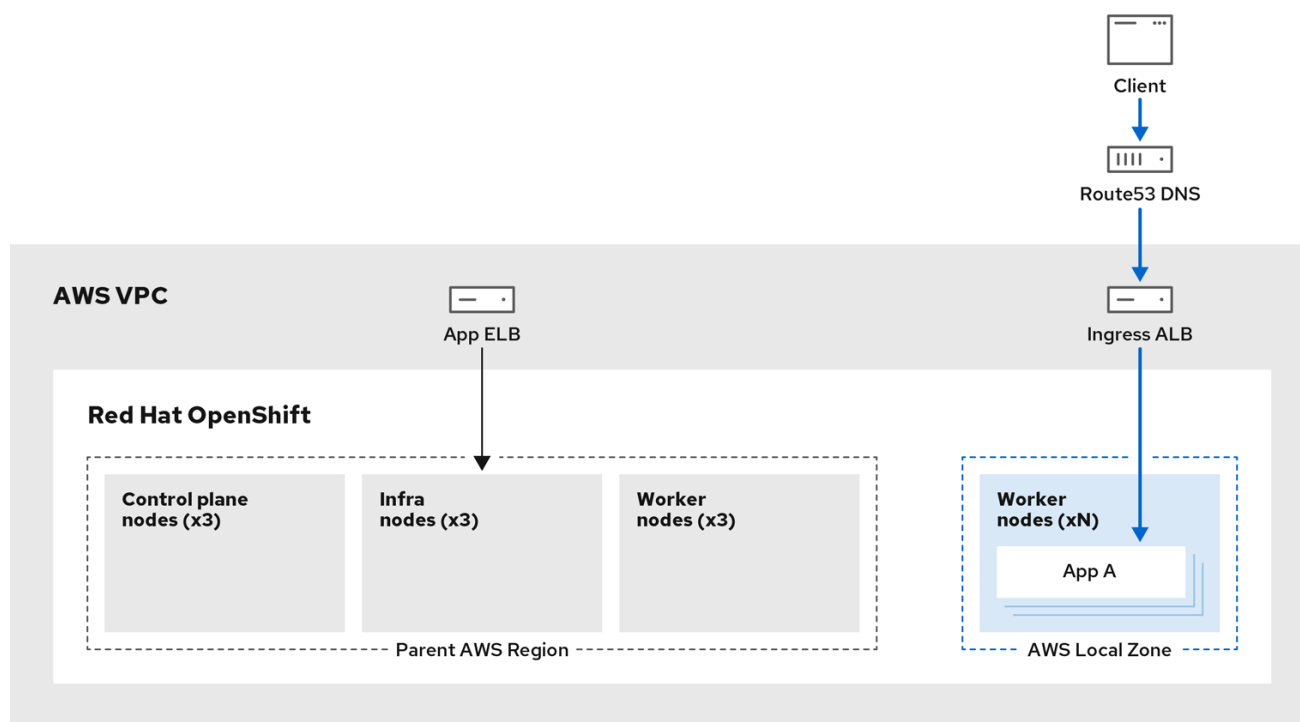 Client
Route53 DNS
AWS VPC
App ELB
Ingress ALB
Red Hat OpenShift
Control plane
nodes (x3)
Infra
nodes (x3)
Worker
nodes (x3)
Worker
nodes (xN)
App A
Parent AWS Region
AWS Local Zone